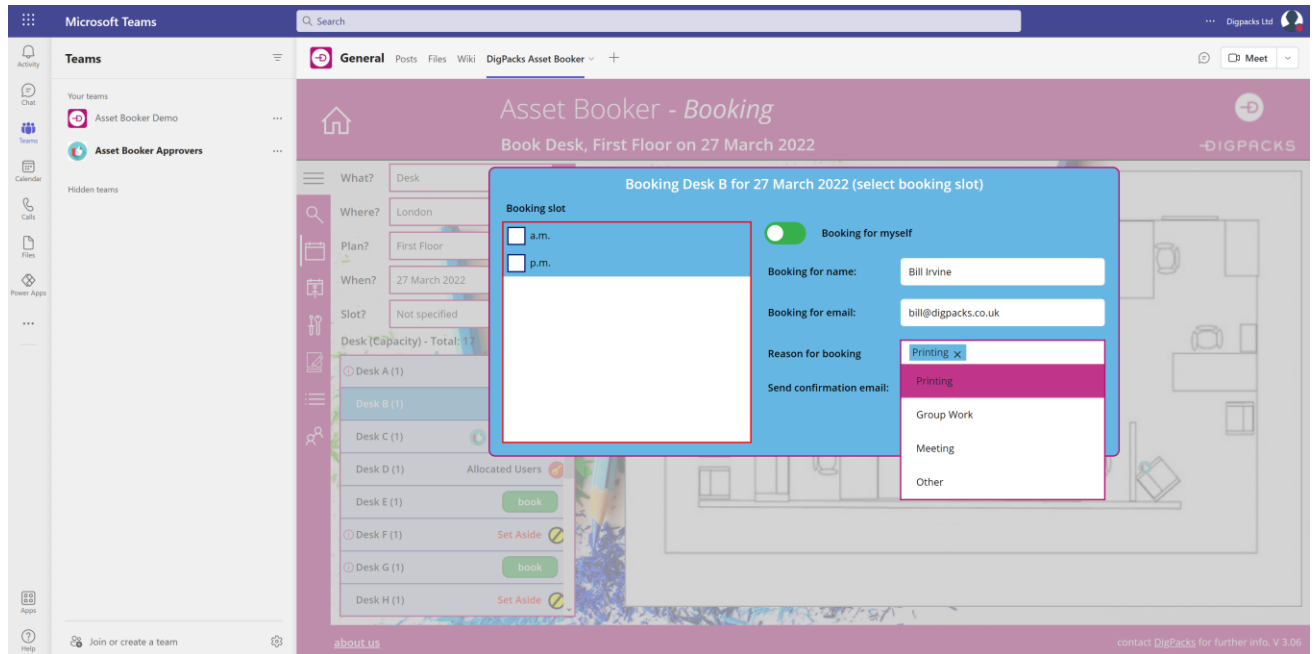 Microsoft Teams
Search
Digpacks Ltd
Activity
Chat
Teams
Calendar
Calls
Files
Power Apps
Apps
Help
Teams
Your teams
Asset Booker Demo
Asset Booker Approvers
Hidden teams
Join or create a team
General Posts Files Wiki DigPacks Asset Booker
Meet
Asset Booker - Booking
Book Desk, First Floor on 27 March 2022
DIGPACKS
What? Desk
Where? London
Plan? First Floor
When? 27 March 2022
Slot? Not specified
Desk (Capacity) - Total: 17
Desk A (1)
Desk B (1)
Desk C (1)
Desk D (1) Allocated Users
Desk E (1) book
Desk F (1) Set Aside
Desk G (1) book
Desk H (1) Set Aside
Booking Desk B for 27 March 2022 (select booking slot)
Booking slot
a.m.
p.m.
Booking for myself
Booking for name: Bill Irvine
Booking for email: bill@digpacks.co.uk
Reason for booking Printing
Send confirmation email:
Printing
Group Work
Meeting
Other
about us
contact DigPacks for further info. V 3.06